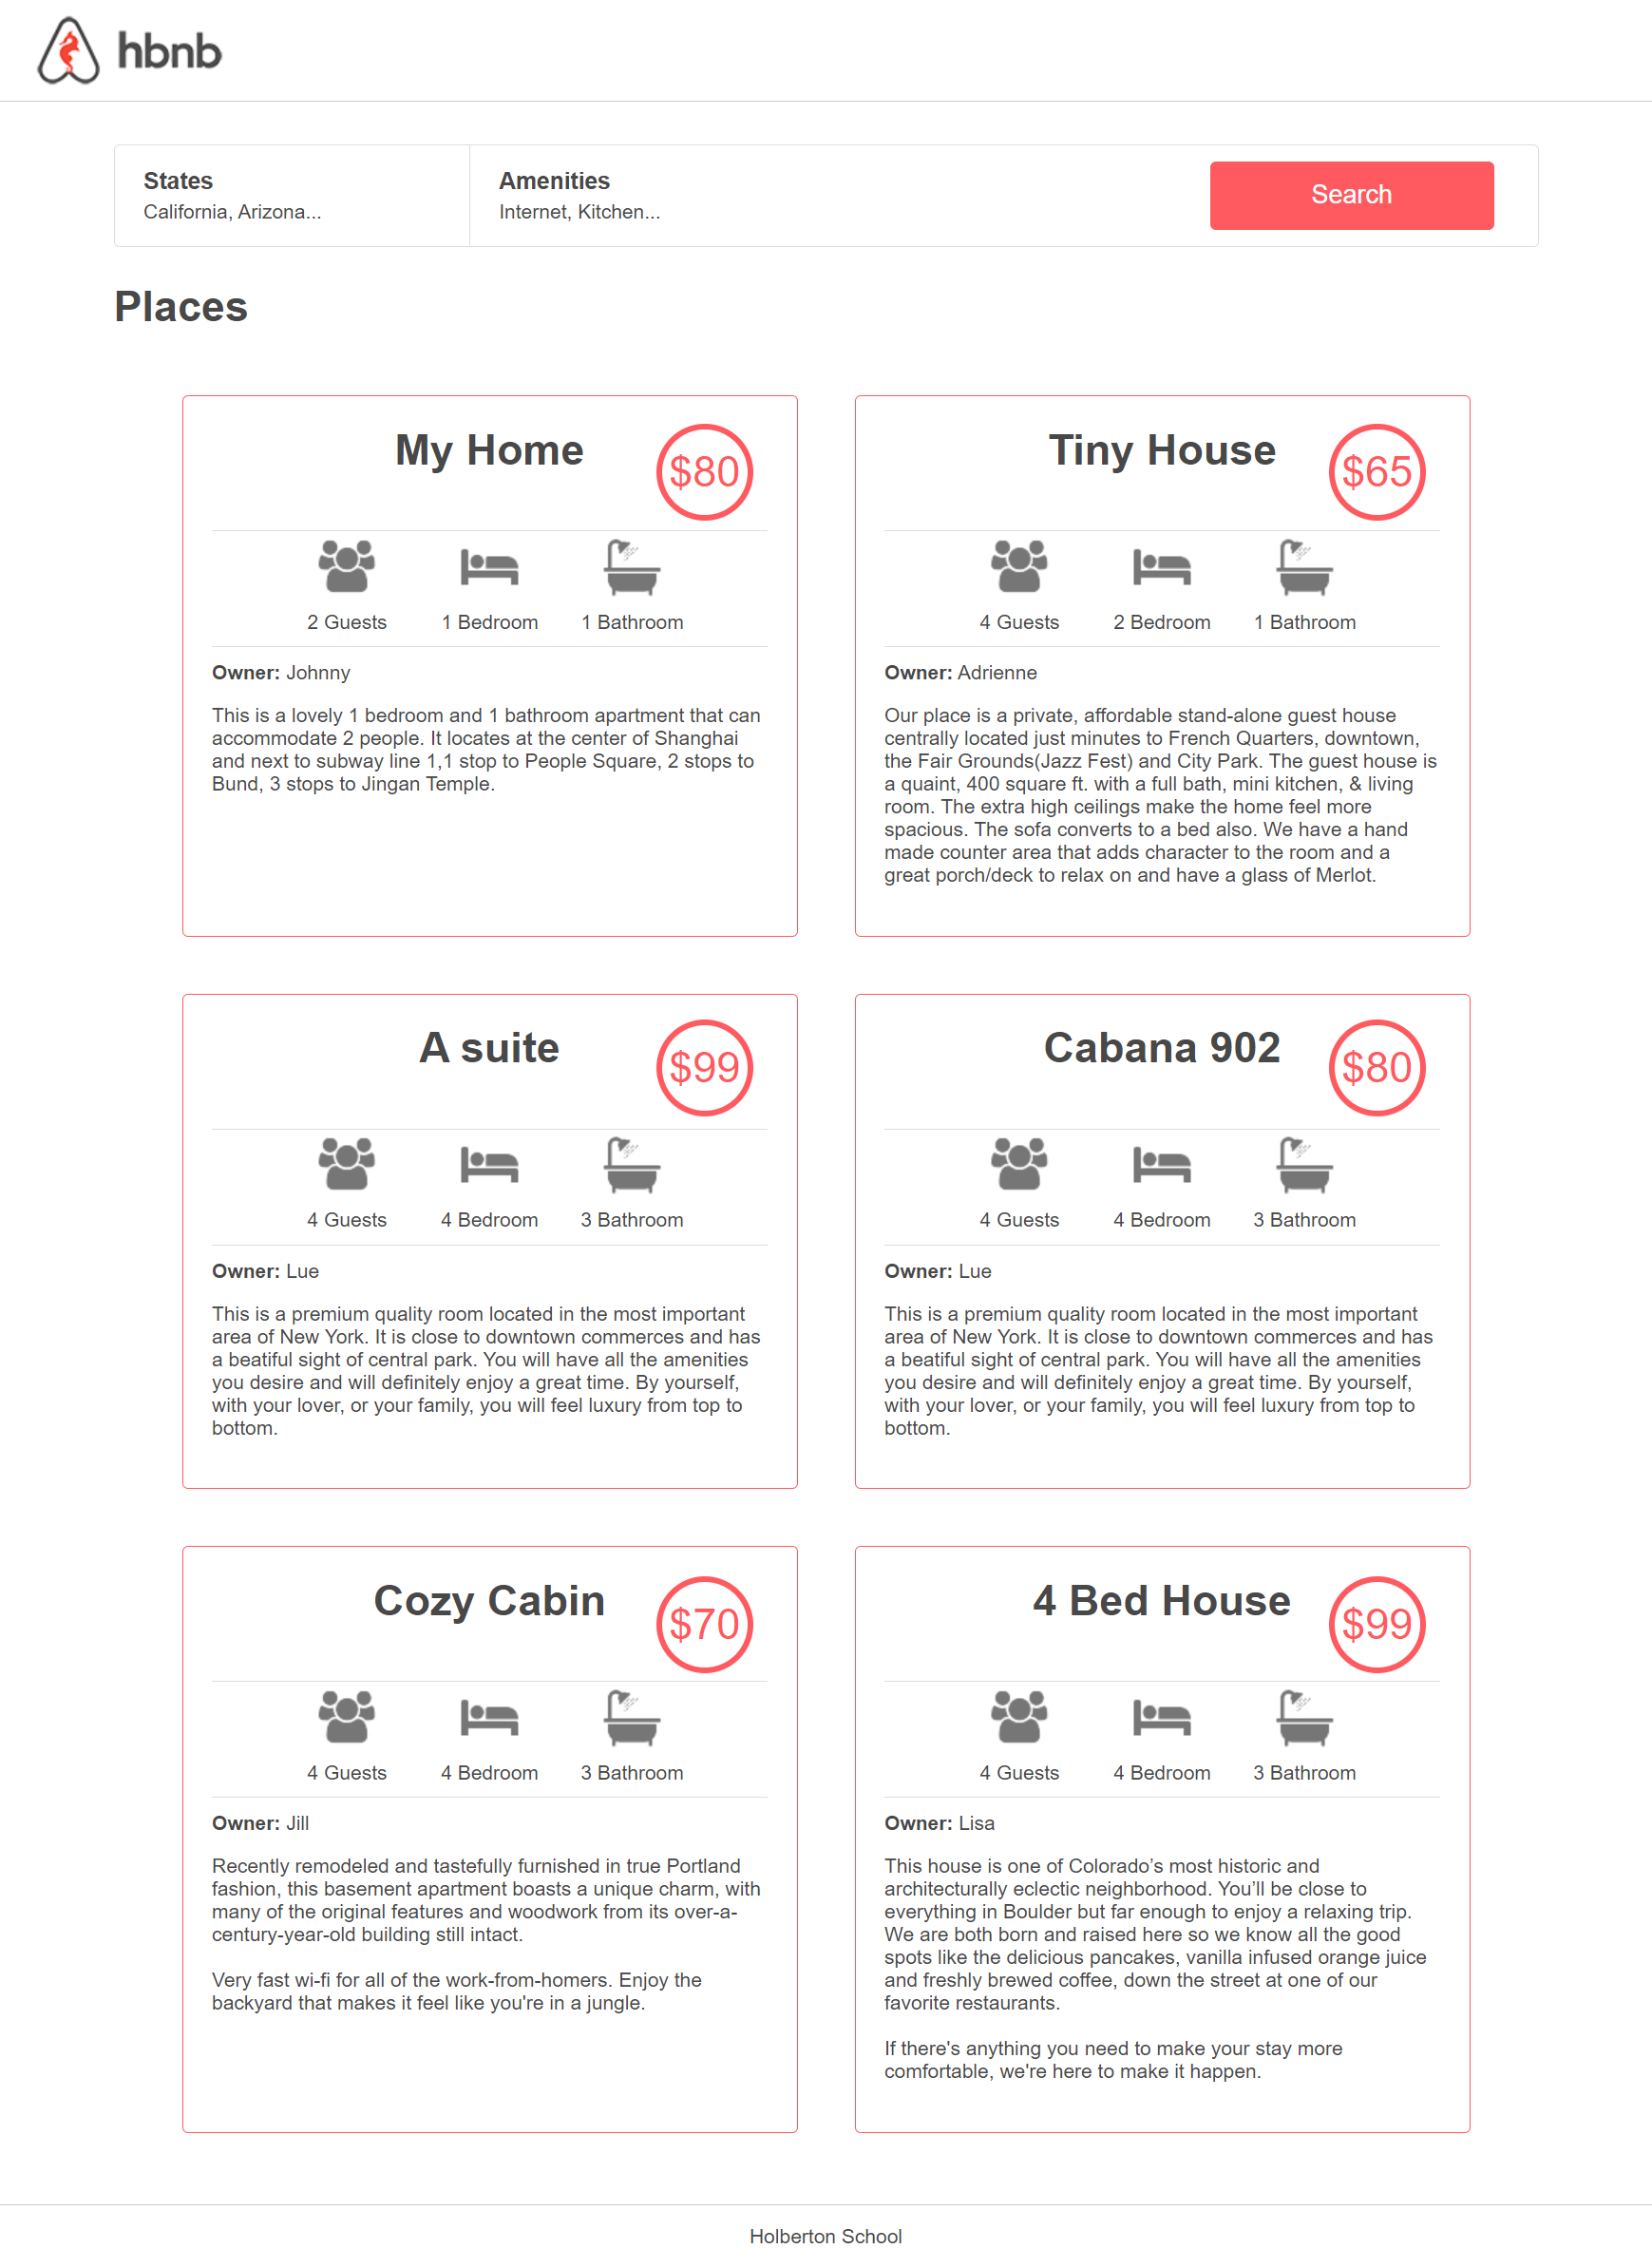 hbnb
States
California, Arizona...
Amenities
Internet, Kitchen...
Search
Places
My Home
$80
2 Guests
1 Bedroom
1 Bathroom
Owner: Johnny
This is a lovely 1 bedroom and 1 bathroom apartment that can
accommodate 2 people. It locates at the center of Shanghai
and next to subway line 1,1 stop to People Square, 2 stops to
Bund, 3 stops to Jingan Temple.
Tiny House
$65
4 Guests
2 Bedroom
1 Bathroom
Owner: Adrienne
Our place is a private, affordable stand-alone guest house
centrally located just minutes to French Quarters, downtown,
the Fair Grounds(Jazz Fest) and City Park. The guest house is
a quaint, 400 square ft. with a full bath, mini kitchen, & living
room. The extra high ceilings make the home feel more
spacious. The sofa converts to a bed also. We have a hand
made counter area that adds character to the room and a
great porch/deck to relax on and have a glass of Merlot.
A suite
$99
4 Guests
4 Bedroom
3 Bathroom
Owner: Lue
This is a premium quality room located in the most important
area of New York. It is close to downtown commerces and has
a beatiful sight of central park. You will have all the amenities
you desire and will definitely enjoy a great time. By yourself,
with your lover, or your family, you will feel luxury from top to
bottom.
Cabana 902
$80
4 Guests
4 Bedroom
3 Bathroom
Owner: Lue
This is a premium quality room located in the most important
area of New York. It is close to downtown commerces and has
a beatiful sight of central park. You will have all the amenities
you desire and will definitely enjoy a great time. By yourself,
with your lover, or your family, you will feel luxury from top to
bottom.
Cozy Cabin
$70
4 Guests
4 Bedroom
3 Bathroom
Owner: Jill
Recently remodeled and tastefully furnished in true Portland
fashion, this basement apartment boasts a unique charm, with
many of the original features and woodwork from its over-a-
century-year-old building still intact.
Very fast wi-fi for all of the work-from-homers. Enjoy the
backyard that makes it feel like you're in a jungle.
4 Bed House
$99
4 Guests
4 Bedroom
3 Bathroom
Owner: Lisa
This house is one of Colorado’s most historic and
architecturally eclectic neighborhood. You’ll be close to
everything in Boulder but far enough to enjoy a relaxing trip.
We are both born and raised here so we know all the good
spots like the delicious pancakes, vanilla infused orange juice
and freshly brewed coffee, down the street at one of our
favorite restaurants.
If there's anything you need to make your stay more
comfortable, we're here to make it happen.
Holberton School